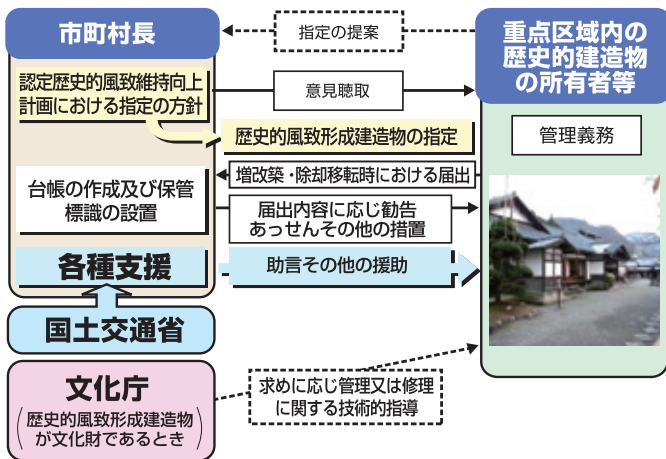 市町村長
指定の提案
重点区域内の
歴史的建造物
の所有者等
認定歴史的風致維持向上
計画における指定の方針
意見聴取
歴史的風致形成建造物の指定
管理義務
増改築・除却移転時における届出
台帳の作成及び保管
標識の設置
届出内容に応じ勧告
あっせんその他の措置
各種支援
助言その他の援助
国土交通省
文化庁
(歴史的風致形成建造物
が文化財であるとき)
求めに応じ管理又は修理
に関する技術的指導